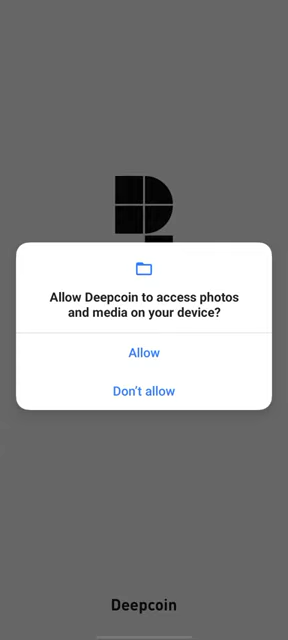 Allow Deepcoin to access photos
and media on your device?
Allow
Don’t allow
Deepcoin